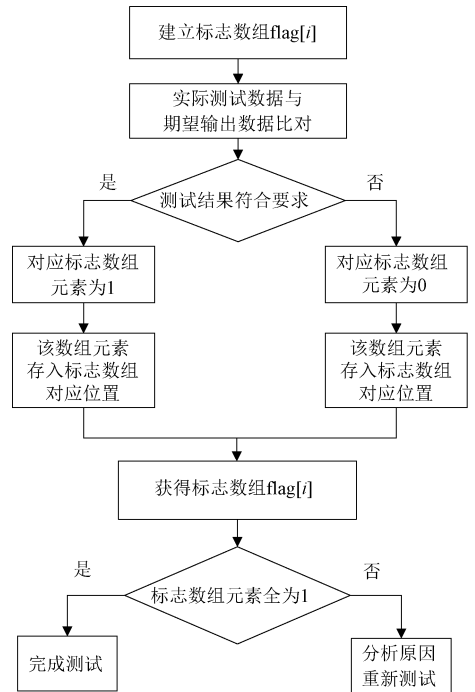 建立标志数组flag[i]
实际测试数据与
期望输出数据比对
是
否
测试结果符合要求
对应标志数组
元素为1
对应标志数组
元素为0
该数组元素
存入标志数组
对应位置
该数组元素
存入标志数组
对应位置
获得标志数组flag[i]
是
否
标志数组元素全为1
完成测试
分析原因
重新测试